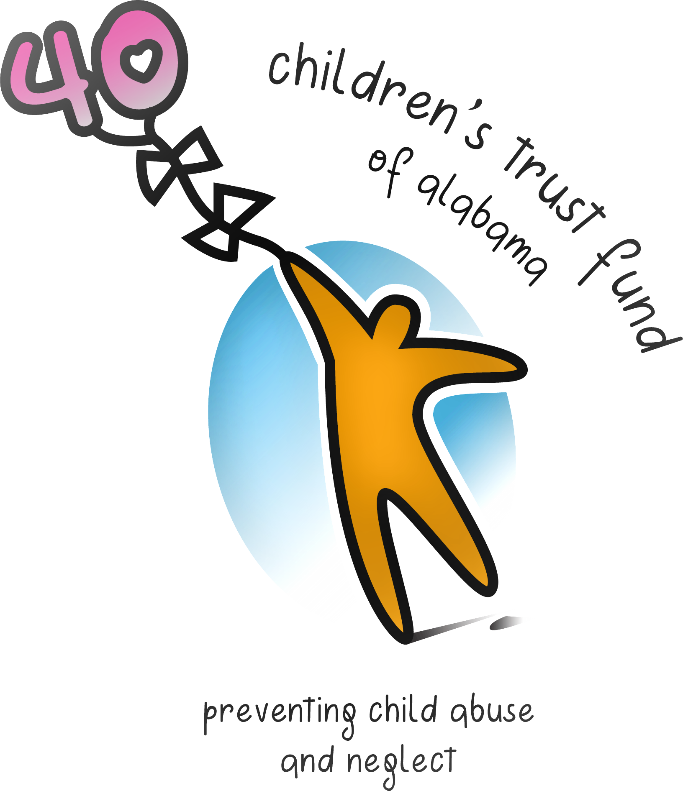 40
children's trust fund
of alabama
preventing child abuse
and neglect